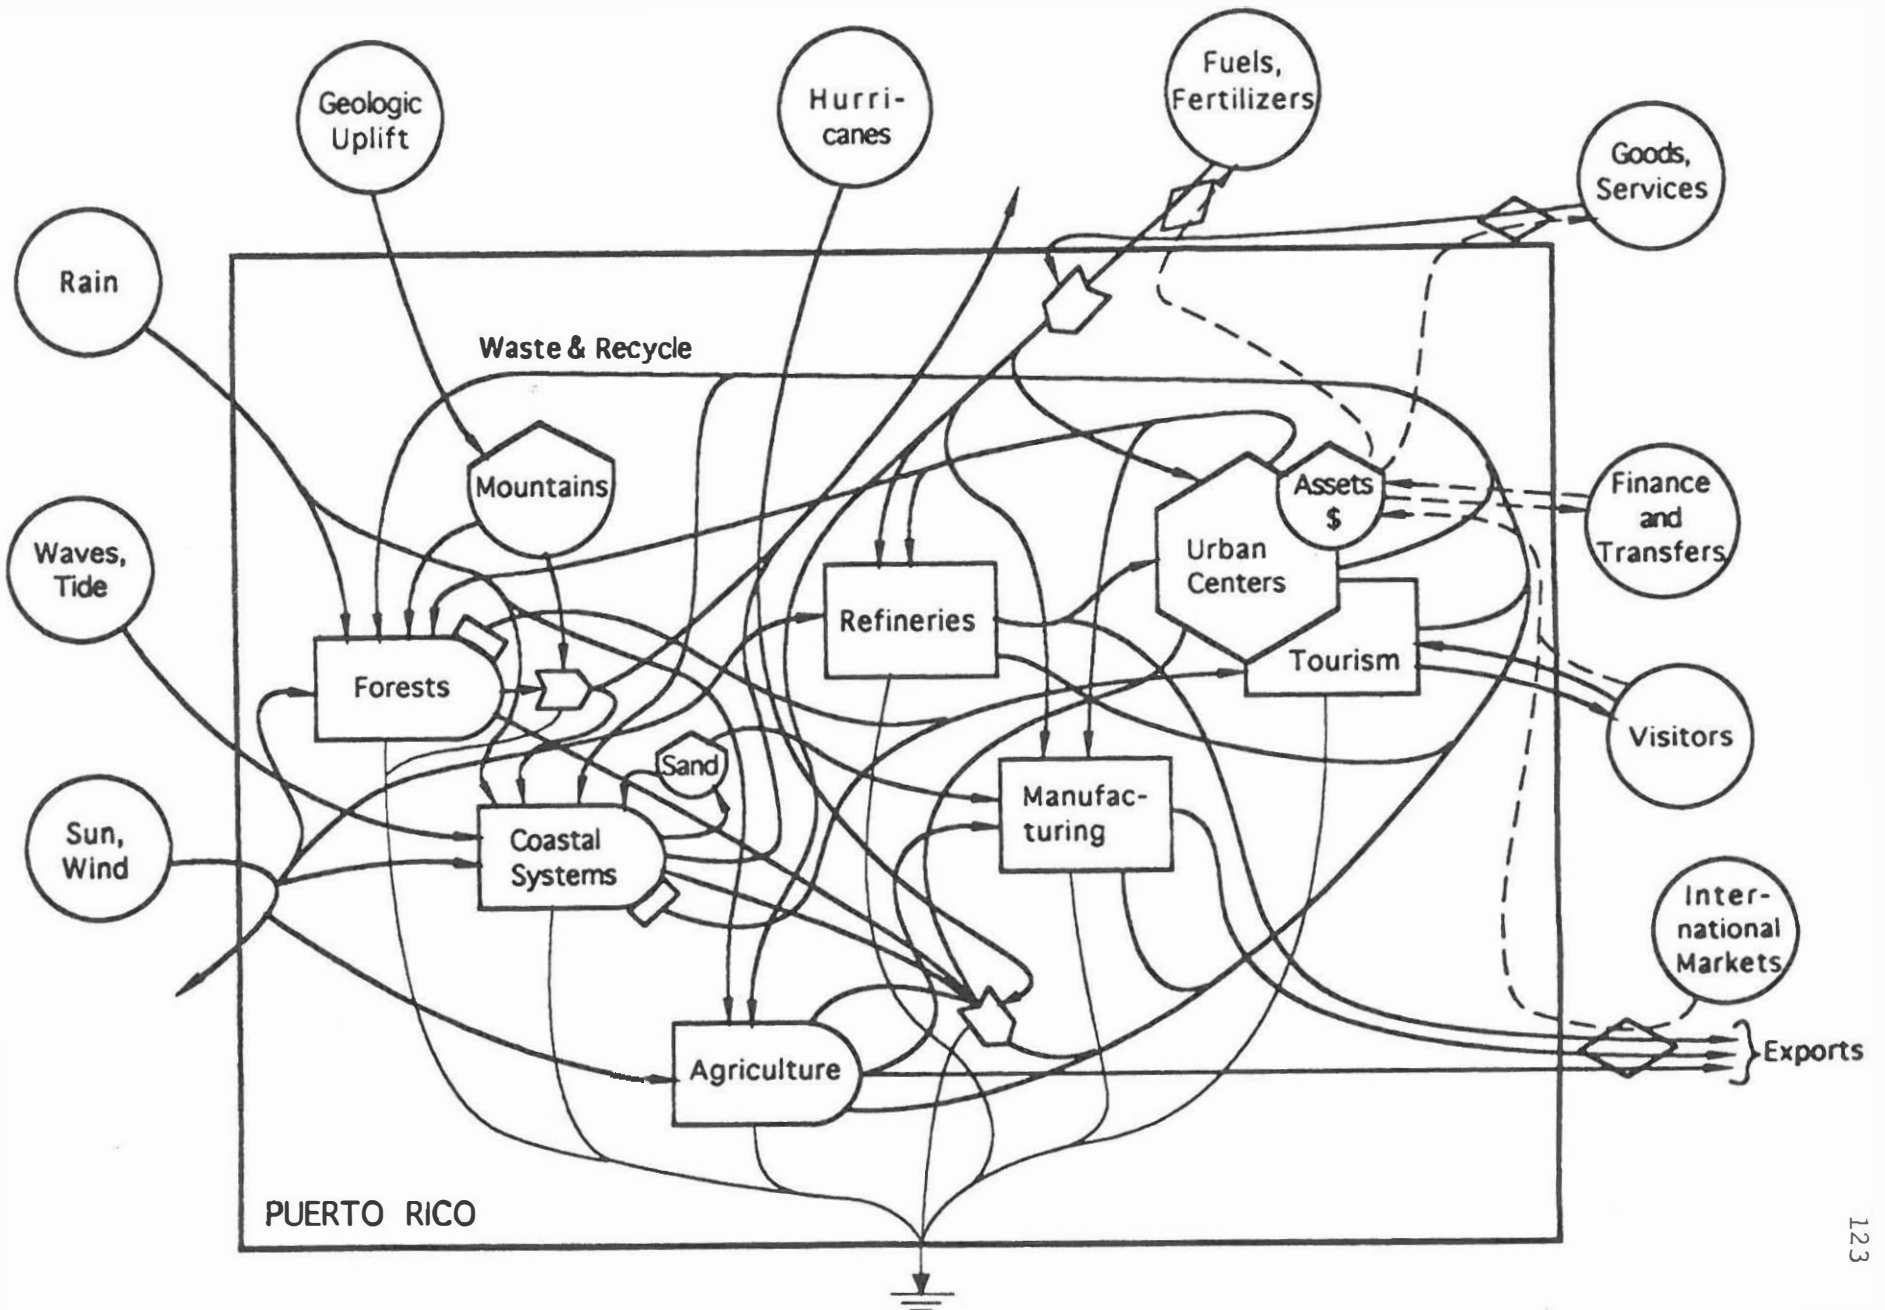 Fuels,
Fertilizers
Geologic
Uplift
Hurri-
canes
Goods,
Services
Rain
Waste & Recycle
Mountains
Assets
$
Finance
and
Transfers
Waves,
Tide
Urban
Centers
Refineries
Tourism
Forests
Visitors
Sand
Manufac-
turing
Sun,
Wind
Coastal
Systems
Inter-
national
Markets
Exports
Agriculture
PUERTO RICO
123